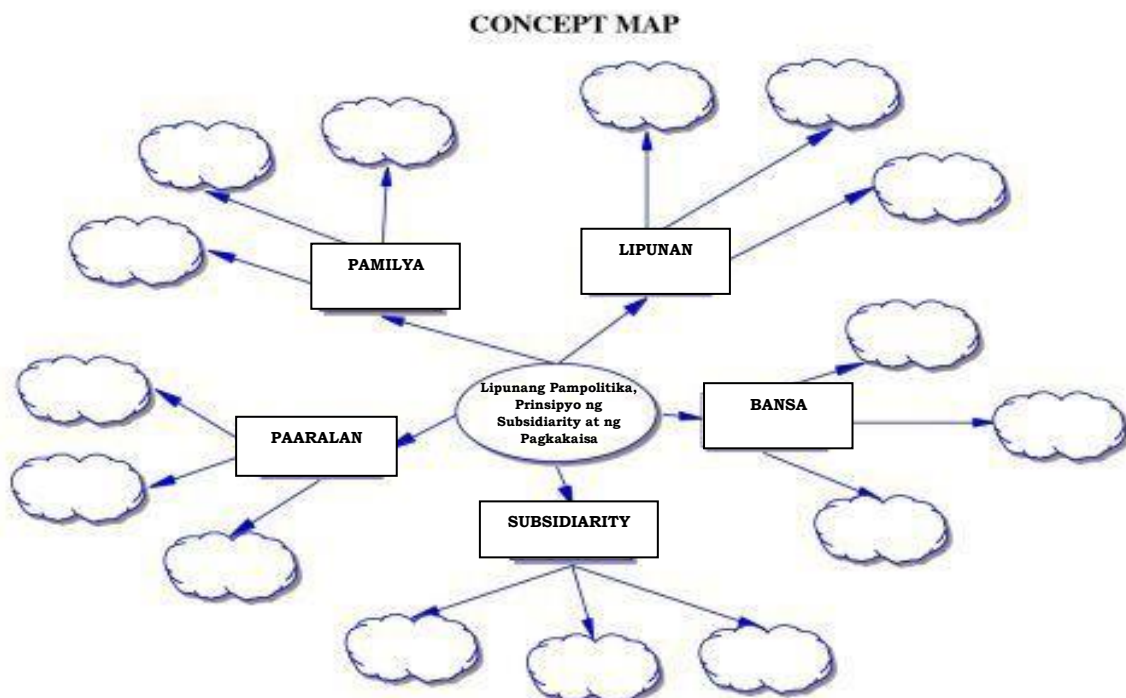 CONCEPT MAP
PAMILYA
LIPUNAN
Lipunang Pampolitika,
Prinsipyo ng
Subsidiarity at ng
Pagkakaisa
BANSA
PAARALAN
SUBSIDIARITY